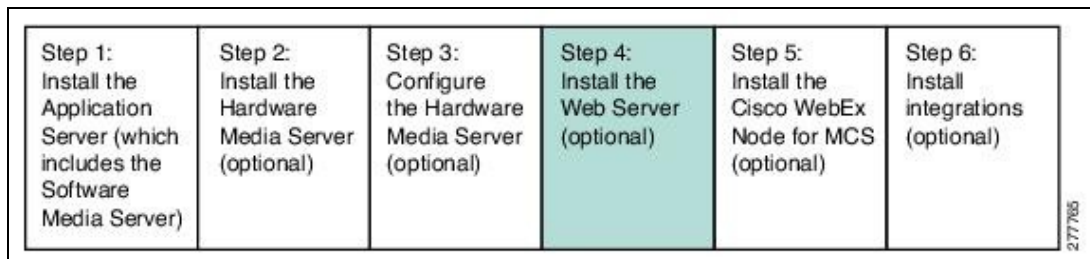 Step 1:
Install the
Application
Server (which
includes the
Software
Media Server)
Step 2:
Install the
Hardware
Media Server
(optional)
Step 3:
Configure
the Hardware
Media Server
(optional)
Step 4:
Install the
Web Server
(optional)
Step 5:
Install the
Cisco WebEx
Node for MCS
(optional)
Step 6:
Install
integrations
(optional)
277765